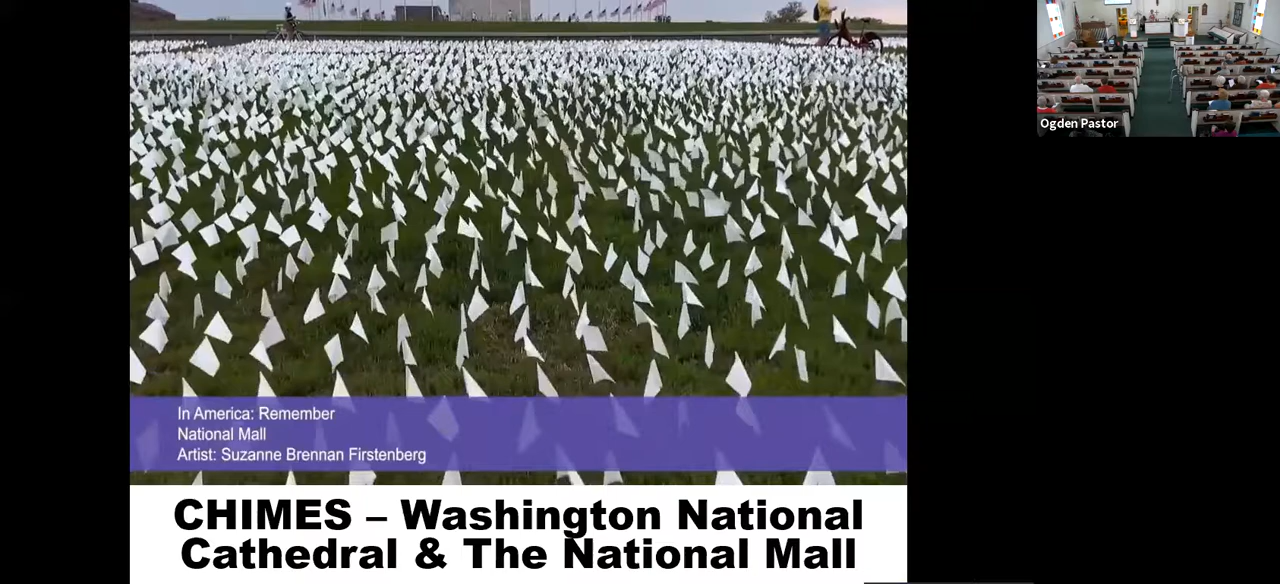 Ogden Pastor
In America: Remember
National Mall
Artist: Suzanne Brennan Firstenberg
CHIMES – Washington National
Cathedral & The National Mall